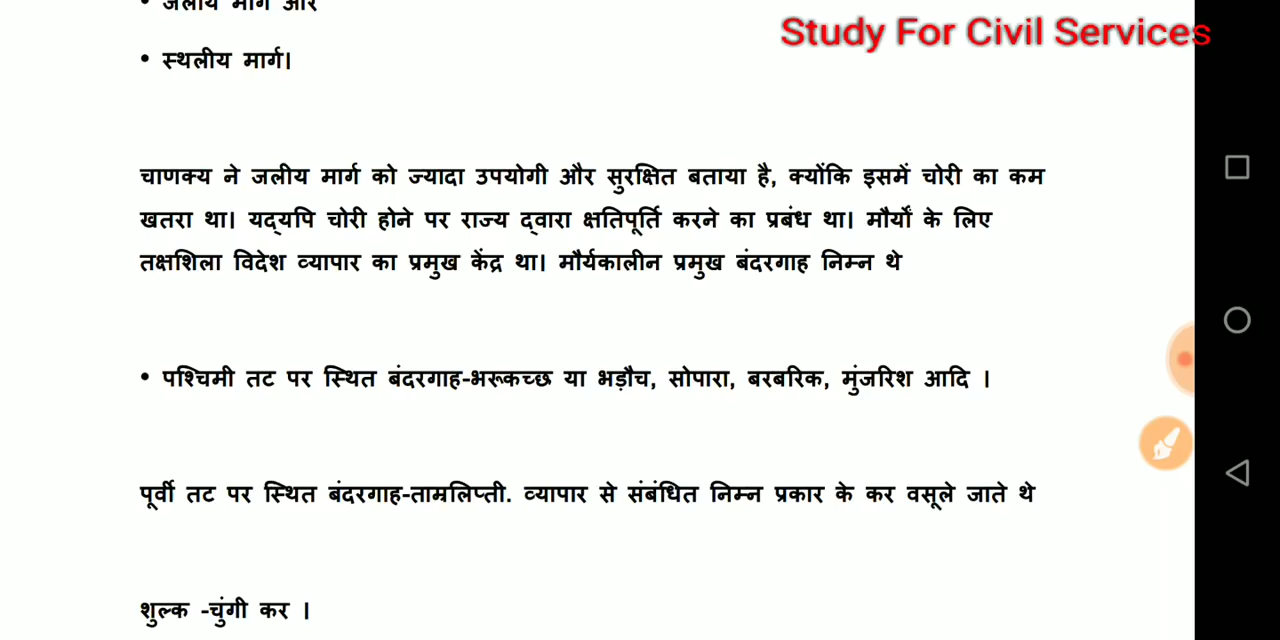 • जलीय मार्ग और
Study For Civil Services
• स्थलीय मार्ग।
चाणक्य ने जलीय मार्ग को ज्यादा उपयोगी और सुरक्षित बताया है, क्योंकि इसमें चोरी का कम
खतरा था। यद्यपि चोरी होने पर राज्य द्वारा क्षतिपूर्ति करने का प्रबंध था। मौर्यों के लिए
तक्षशिला विदेश व्यापार का प्रमुख केंद्र था। मौर्यकालीन प्रमुख बंदरगाह निम्न थे
• पश्चिमी तट पर स्थित बंदरगाह-भरूकच्छ या भड़ौच, सोपारा, बरबरिक, मुंजरिश आदि ।
पूर्वी तट पर स्थित बंदरगाह-ताम्रलिप्ती. व्यापार से संबंधित निम्न प्रकार के कर वसूले जाते थे
शुल्क -चुंगी कर ।